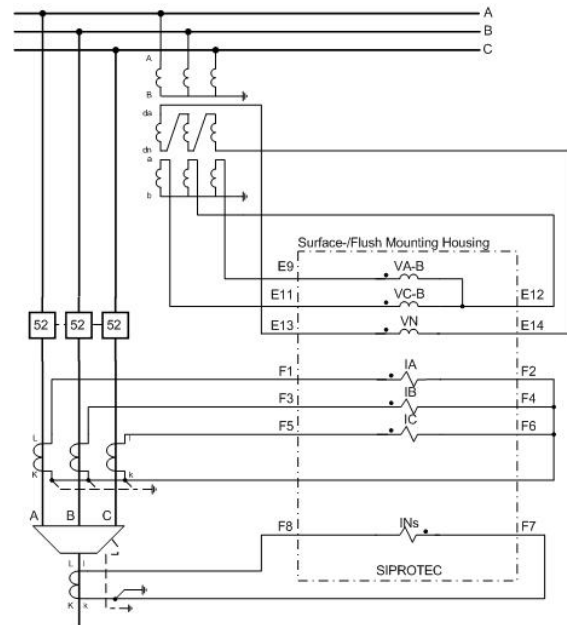 A
B
C
A
B
da
dn
a
b
Surface-/Flush Mounting Housing
E9 VA-B
E11 VC-B E12
E13 VN E14
52 52 52
F1 IA F2
F3 IB F4
F5 IC F6
L l
K k
A B C
F8 INs F7
L l
K k
SIPROTEC